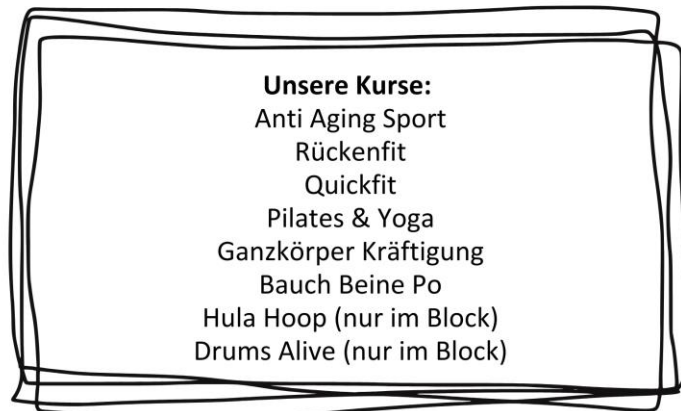 Unsere Kurse:
Anti Aging Sport
Rückenfit
Quickfit
Pilates & Yoga
Ganzkörper Kräftigung
Bauch Beine Po
Hula Hoop (nur im Block)
Drums Alive (nur im Block)